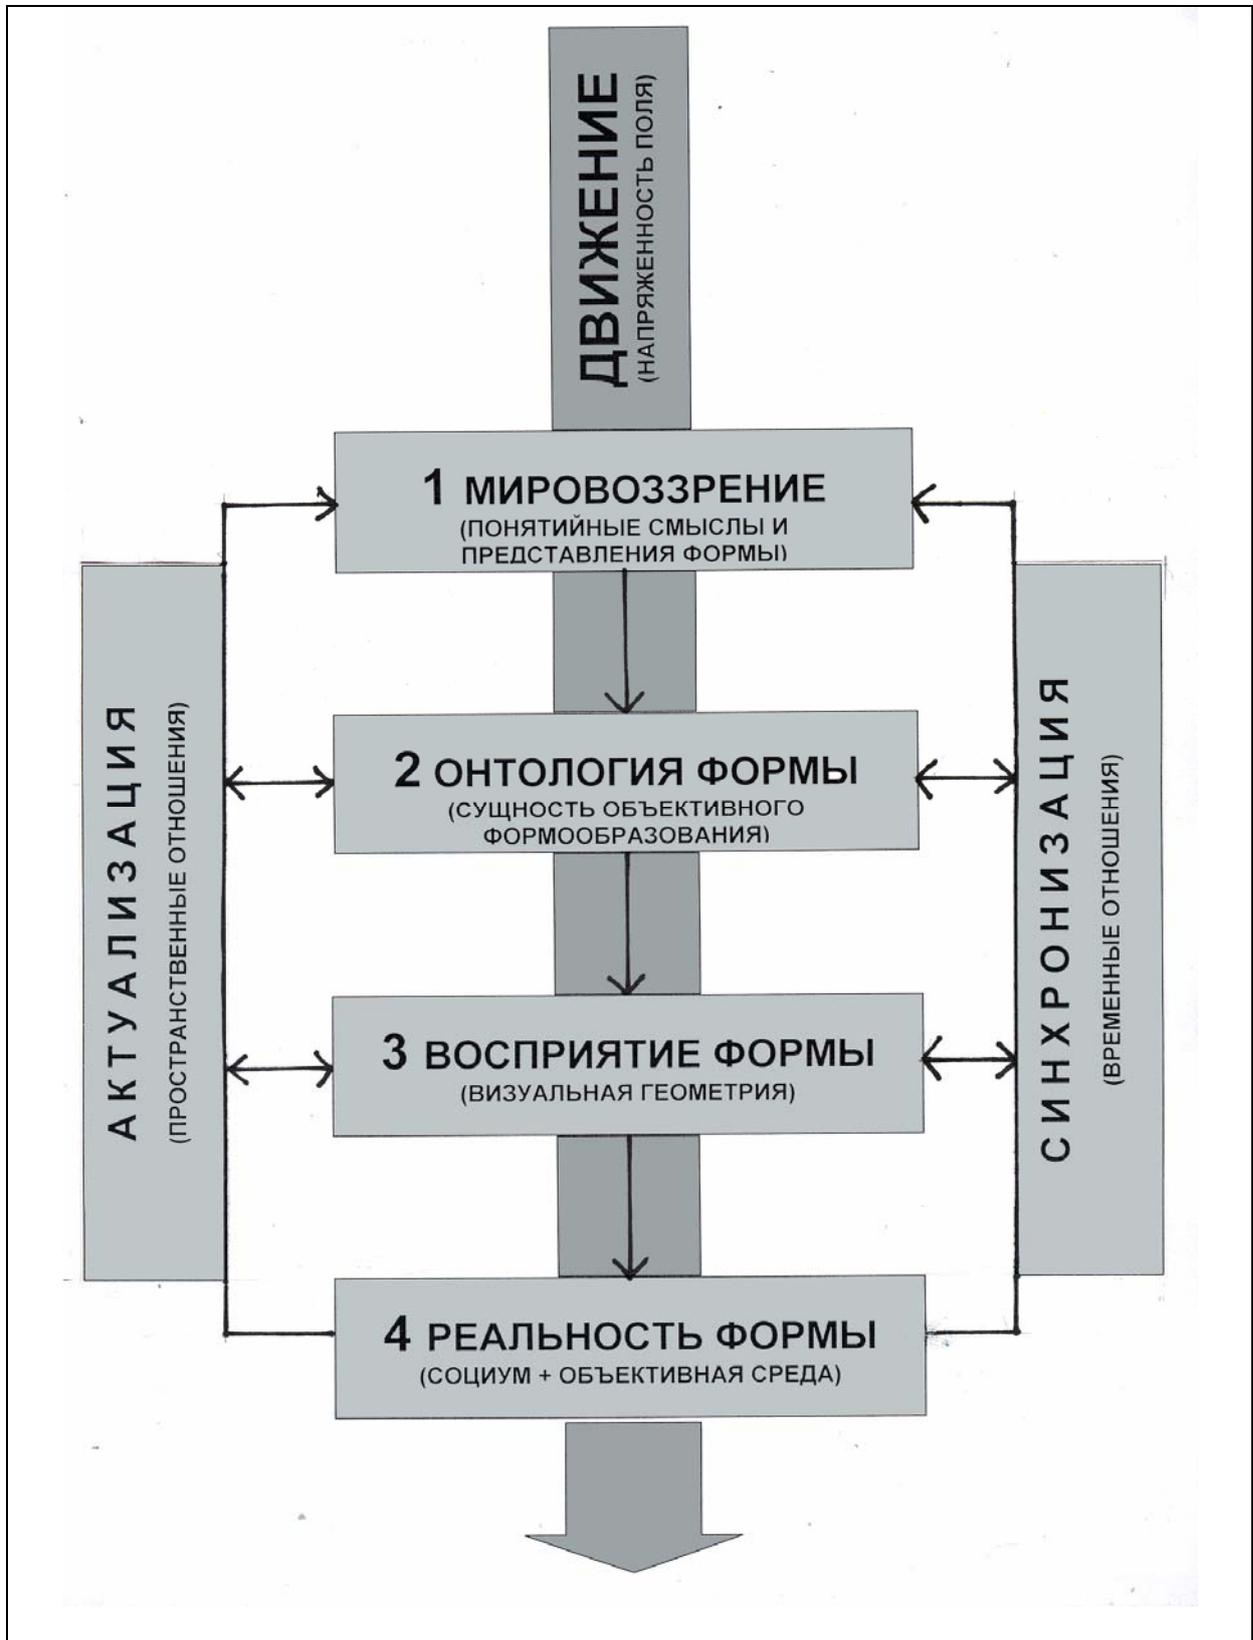 ДВИЖЕНИЕ
(НАПРЯЖЕННОСТЬ ПОЛЯ)
1 МИРОВОЗЗРЕНИЕ
(ПОНЯТИЙНЫЕ СМЫСЛЫ И
ПРЕДСТАВЛЕНИЯ ФОРМЫ)
АКТУАЛИЗАЦИЯ
(ПРОСТРАНСТВЕННЫЕ ОТНОШЕНИЯ)
2 ОНТОЛОГИЯ ФОРМЫ
(СУЩНОСТЬ ОБЪЕКТИВНОГО
ФОРМООБРАЗОВАНИЯ)
3 ВОСПРИЯТИЕ ФОРМЫ
(ВИЗУАЛЬНАЯ ГЕОМЕТРИЯ)
СИНХРОНИЗАЦИЯ
(ВРЕМЕННЫЕ ОТНОШЕНИЯ)
4 РЕАЛЬНОСТЬ ФОРМЫ
(СОЦИУМ + ОБЪЕКТИВНАЯ СРЕДА)